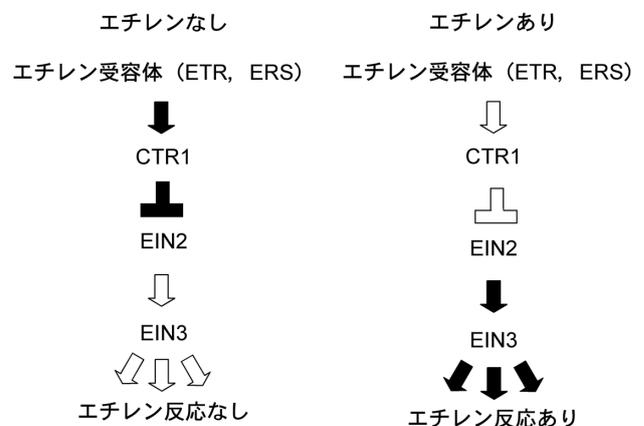 エチレンなし
エチレン受容体（ETR，ERS）
CTR1
EIN2
EIN3
エチレン反応なし
エチレンあり
エチレン受容体（ETR，ERS）
CTR1
EIN2
EIN3
エチレン反応あり